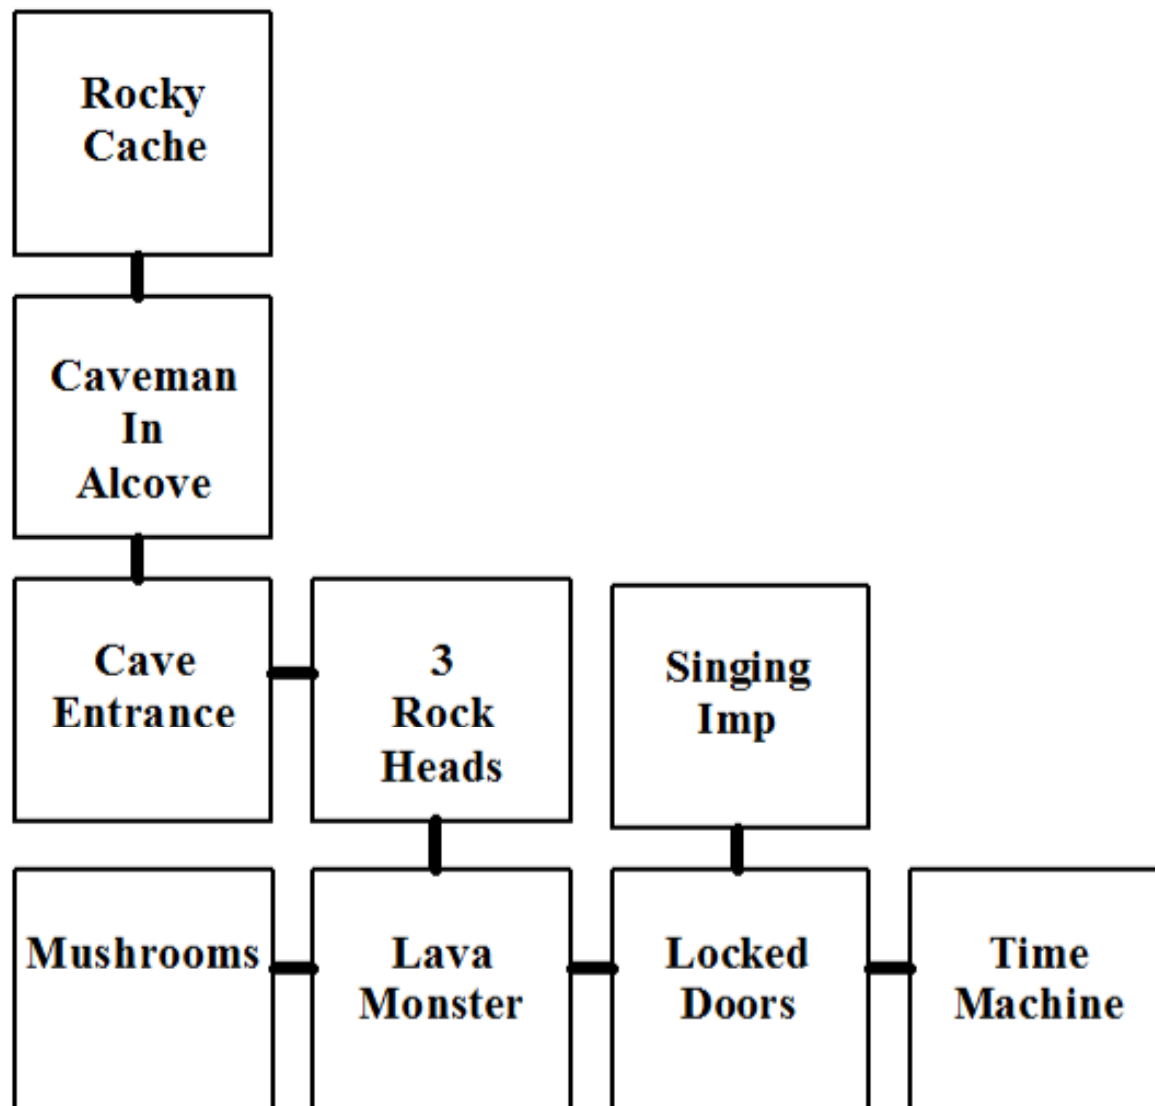 Rocky
Cache
Caveman
In
Alcove
Cave
Entrance
3
Rock
Heads
Singing
Imp
Mushrooms
Lava
Monster
Locked
Doors
Time
Machine